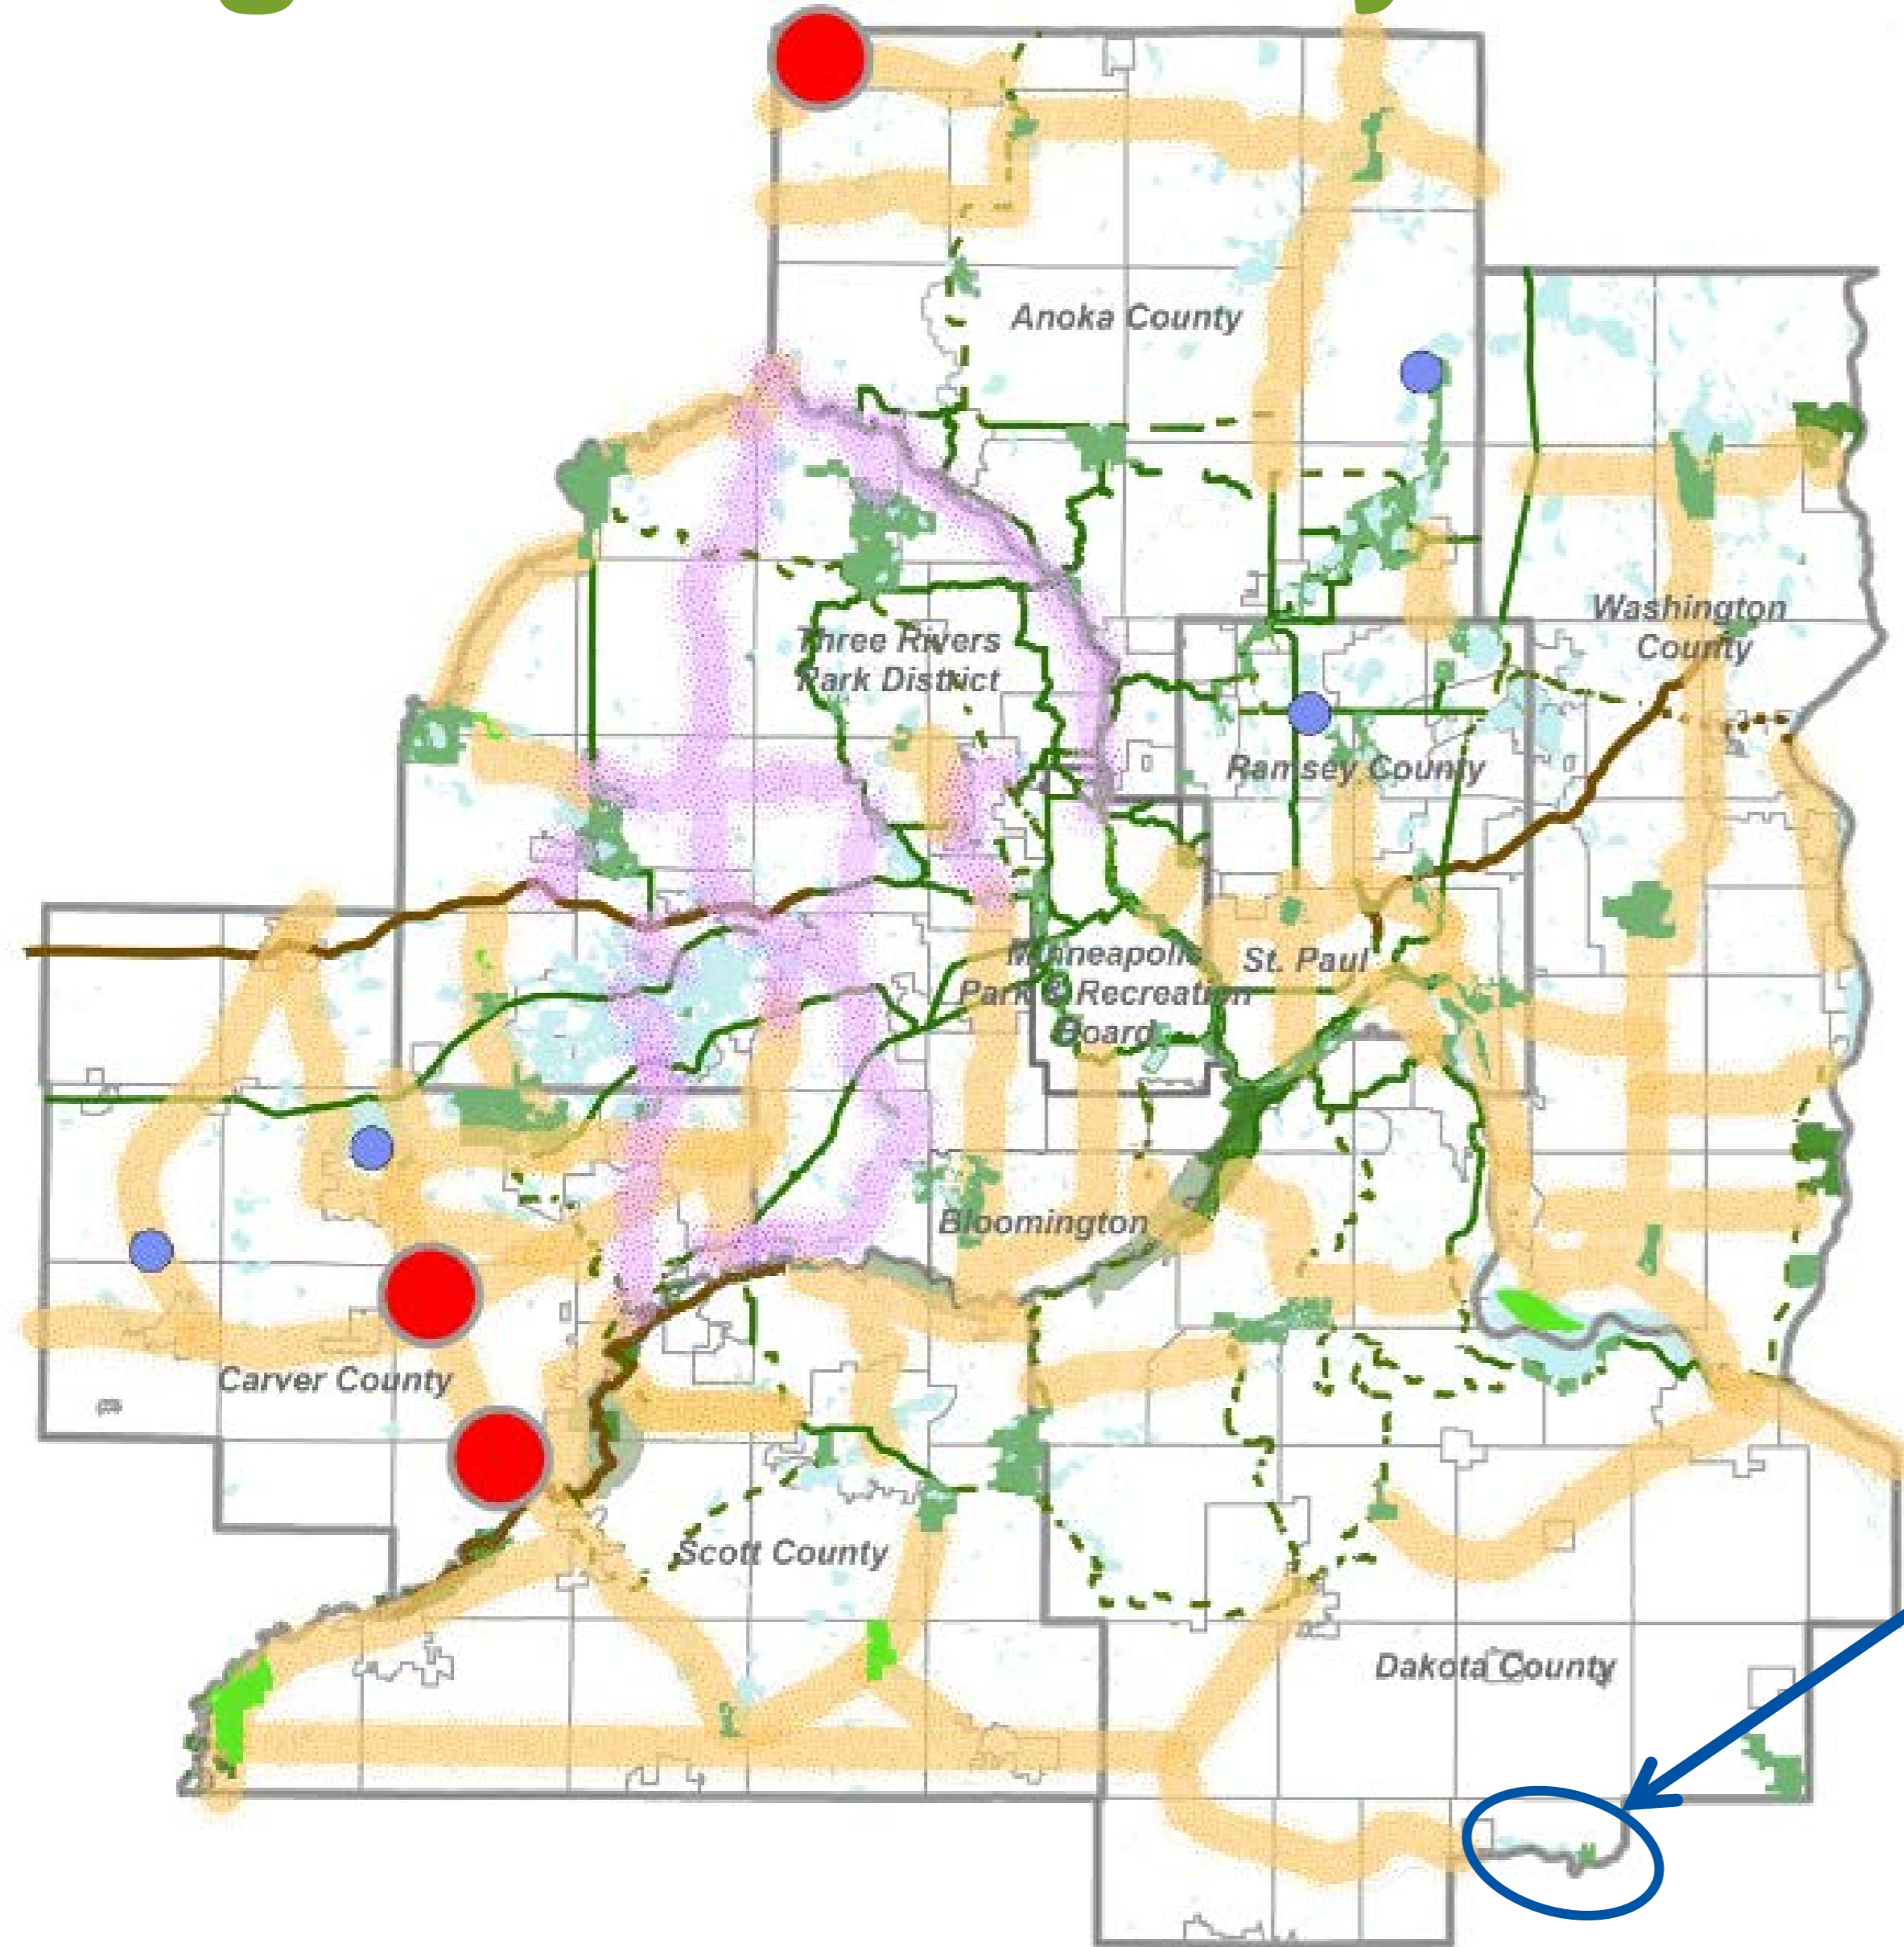 Anoka County
Washington
County
Three Rivers
Park District
Ramsey County
Minneapolis
Park & Recreation
Board
St. Paul
Bloomington
Carver County
Scott County
Dakota County